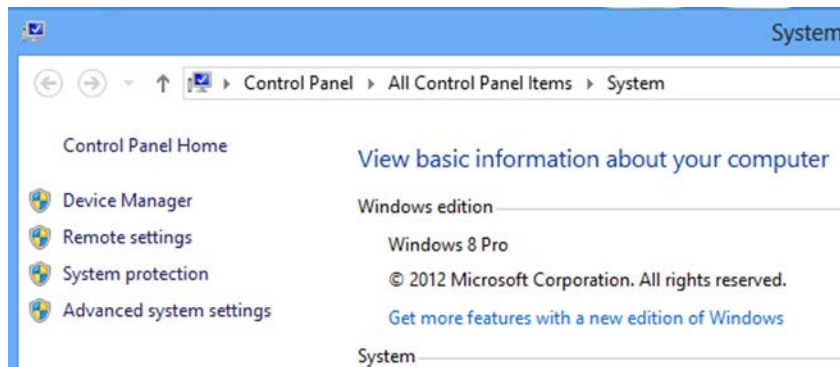 System
Control Panel ▸ All Control Panel Items ▸ System
Control Panel Home
Device Manager
Remote settings
System protection
Advanced system settings
View basic information about your computer
Windows edition
Windows 8 Pro
© 2012 Microsoft Corporation. All rights reserved.
Get more features with a new edition of Windows
System